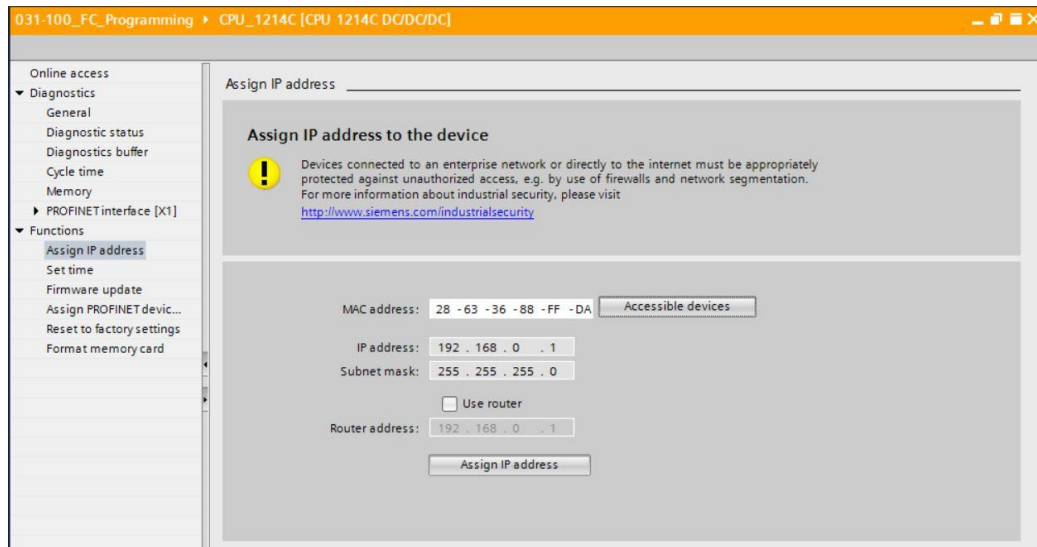 031-100_FC_Programming ▸ CPU_1214C [CPU 1214C DC/DC/DC]
Online access
Diagnostics
General
Diagnostic status
Diagnostics buffer
Cycle time
Memory
PROFINET interface [X1]
Functions
Assign IP address
Set time
Firmware update
Assign PROFINET devic...
Reset to factory settings
Format memory card
Assign IP address
Assign IP address to the device
Devices connected to an enterprise network or directly to the internet must be appropriately
protected against unauthorized access, e.g. by use of firewalls and network segmentation.
For more information about industrial security, please visit
http://www.siemens.com/industrialsecurity
MAC address: 28 -63 -36 -88 -FF -DA Accessible devices
IP address: 192 . 168 . 0 . 1
Subnet mask: 255 . 255 . 255 . 0
Use router
Router address: 192 . 168 . 0 . 1
Assign IP address